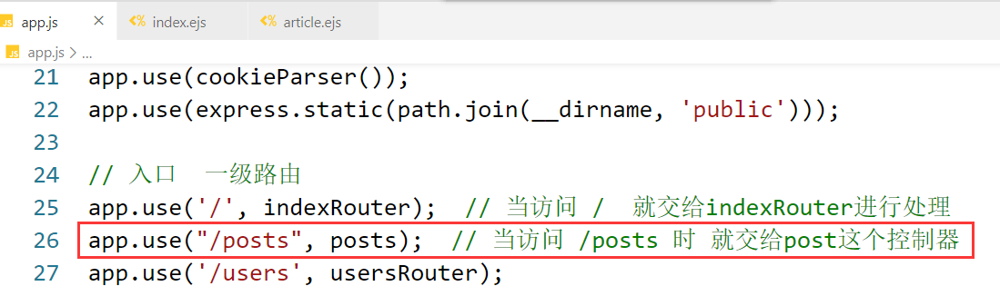 JS app.js × <%> index.ejs <%> article.ejs
JS app.js > ...
21 app.use(cookieParser());
22 app.use(express.static(path.join(__dirname, 'public')));
23
24 // 入口 一级路由
25 app.use('/', indexRouter); // 当访问 / 就交给indexRouter进行处理
26 app.use("/posts", posts); // 当访问 /posts 时 就交给post这个控制器
27 app.use('/users', usersRouter);